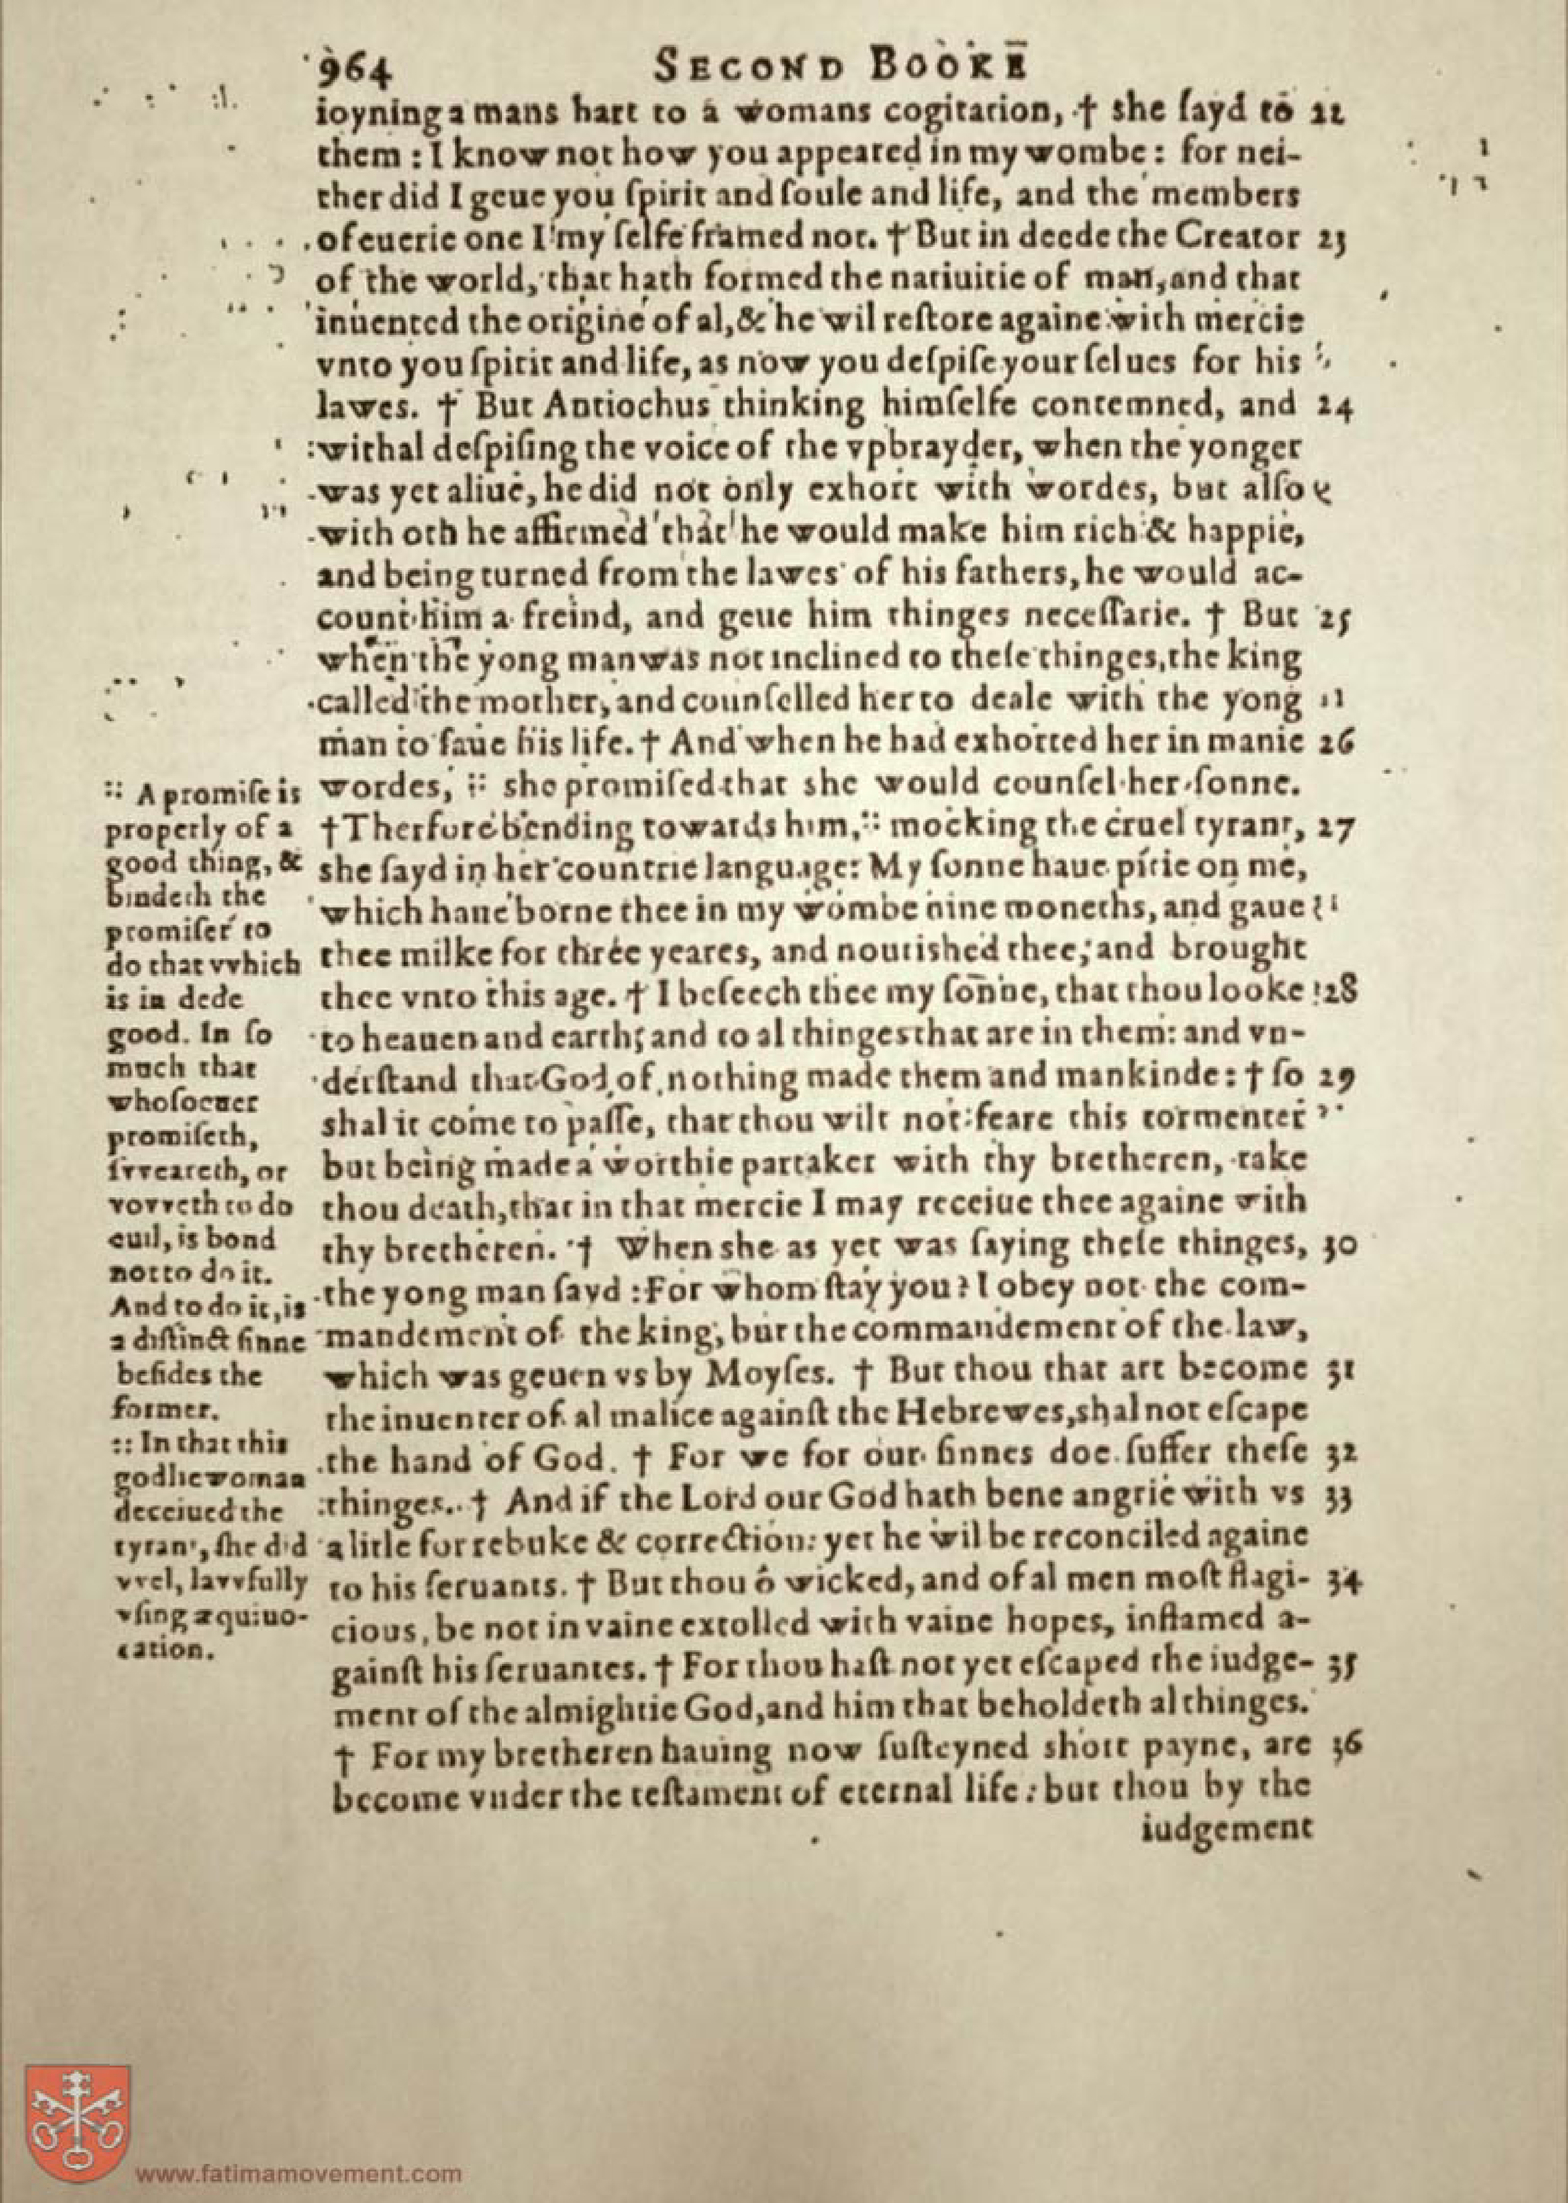 964 SECOND BOOKE
ioyning a mans hart to a womans cogitation, † she ſayd to 22
them : I know not how you appeared in my wombe : for nei-
ther did I geue you ſpirit and ſoule and life, and the members
of euerie one I my ſelfe framed not. † But in deede the Creator 23
of the world, that hath formed the natiuitie of man, and that
inuented the origine of al, & he wil reſtore againe with mercie
vnto you ſpirit and life, as now you deſpiſe your ſelues for his
lawes. † But Antiochus thinking himſelfe contemned, and 24
withal deſpiſing the voice of the vpbrayder, when the yonger
was yet aliue, he did not only exhort with wordes, but alſo
with oth he affirmed that he would make him rich & happie,
and being turned from the lawes of his fathers, he would ac-
count him a freind, and geue him thinges neceſſarie. † But 25
when the yong man was not inclined to theſe thinges, the king
called the mother, and counſelled her to deale with the yong
man to ſaue his life. † And when he had exhorted her in manie 26
wordes, :: she promiſed that she would counſel her ſonne.
† Therfore bending towards him, :: mocking the cruel tyrant, 27
she ſayd in her countrie language: My ſonne haue pitie on me,
which haue borne thee in my wombe nine moneths, and gaue
thee milke for three yeares, and nourished thee, and brought
thee vnto this age. † I beſeech thee my ſonne, that thou looke 28
to heauen and earth, and to al thinges that are in them: and vn-
derſtand that God of nothing made them and mankinde: † ſo 29
shal it come to paſſe, that thou wilt not feare this tormenter
but being made a worthie partaker with thy bretheren, take
thou death, that in that mercie I may receiue thee againe with
thy bretheren. † When she as yet was ſaying theſe thinges, 30
the yong man ſayd : For whom ſtay you? I obey not the com-
mandement of the king, but the commandement of the law,
which was geuen vs by Moyſes. † But thou that art become 31
the inuenter of al malice againſt the Hebrewes, shal not eſcape
the hand of God. † For we for our ſinnes doe ſuffer theſe 32
thinges. † And if the Lord our God hath bene angrie with vs 33
a litle for rebuke & correction: yet he wil be reconciled againe
to his ſeruants. † But thou ô wicked, and of al men moſt flagi- 34
cious, be not in vaine extolled with vaine hopes, inflamed a-
gainſt his ſeruantes. † For thou haſt not yet eſcaped the iudge- 35
ment of the almightie God, and him that beholdeth al thinges.
† For my bretheren hauing now ſuſteyned short payne, are 36
become vnder the teſtament of eternal life : but thou by the
iudgement
:: A promiſe is
properly of a
good thing, &
bindeth the
promiſer to
do that vvhich
is in dede
good. In ſo
much that
whoſoeuer
promiſeth,
ſvveareth, or
vovveth to do
euil, is bond
not to do it.
And to do it, is
a diſtinct ſinne
beſides the
former.
:: In that this
godlie woman
deceiued the
tyrant, ſhe did
vvel, lavvfully
vſing æquiuo-
cation.
www.fatimamovement.com